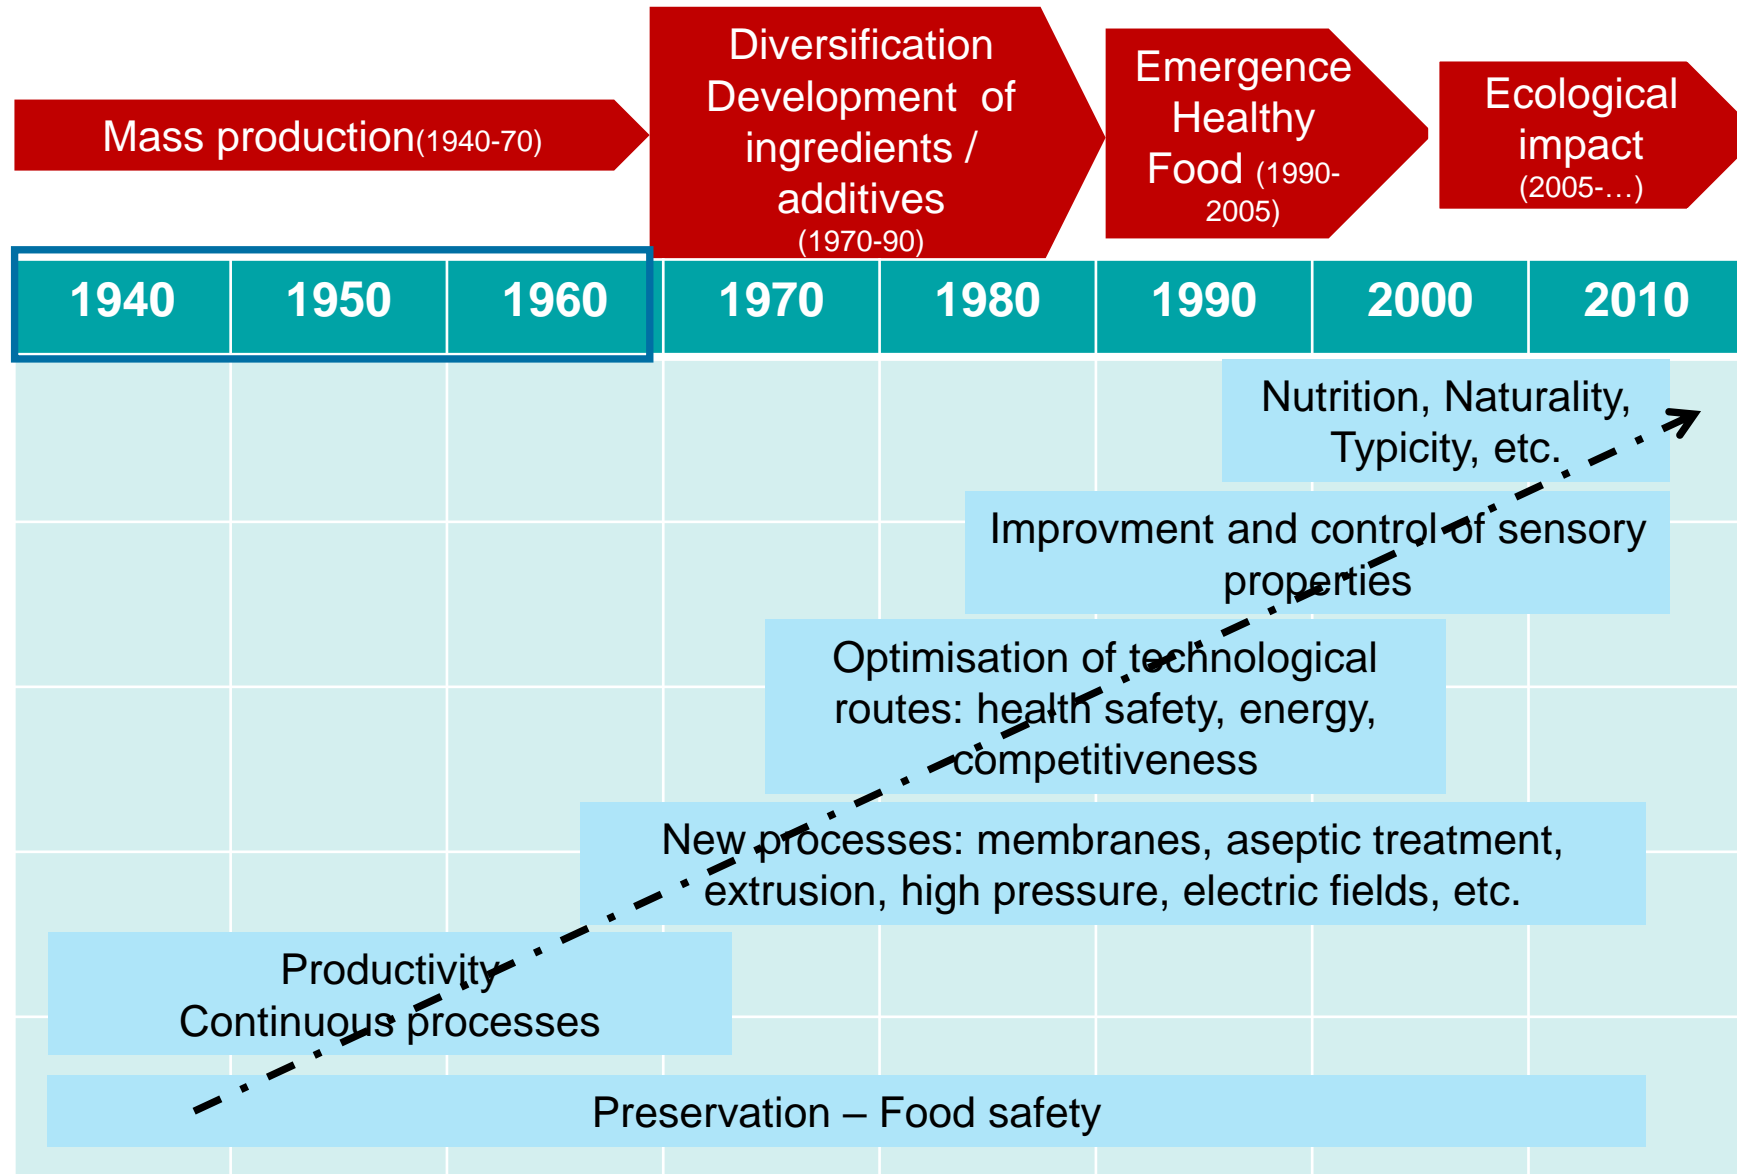 Mass production(1940-70)
Diversification
Development of
ingredients /
additives
(1970-90)
Emergence
Healthy
Food (1990-
2005)
Ecological
impact
(2005-...)
1940 1950 1960 1970 1980 1990 2000 2010
Nutrition, Naturality,
Typicity, etc.
Improvment and control of sensory
properties
Optimisation of technological
routes: health safety, energy,
competitiveness
New processes: membranes, aseptic treatment,
extrusion, high pressure, electric fields, etc.
Productivity
Continuous processes
Preservation – Food safety